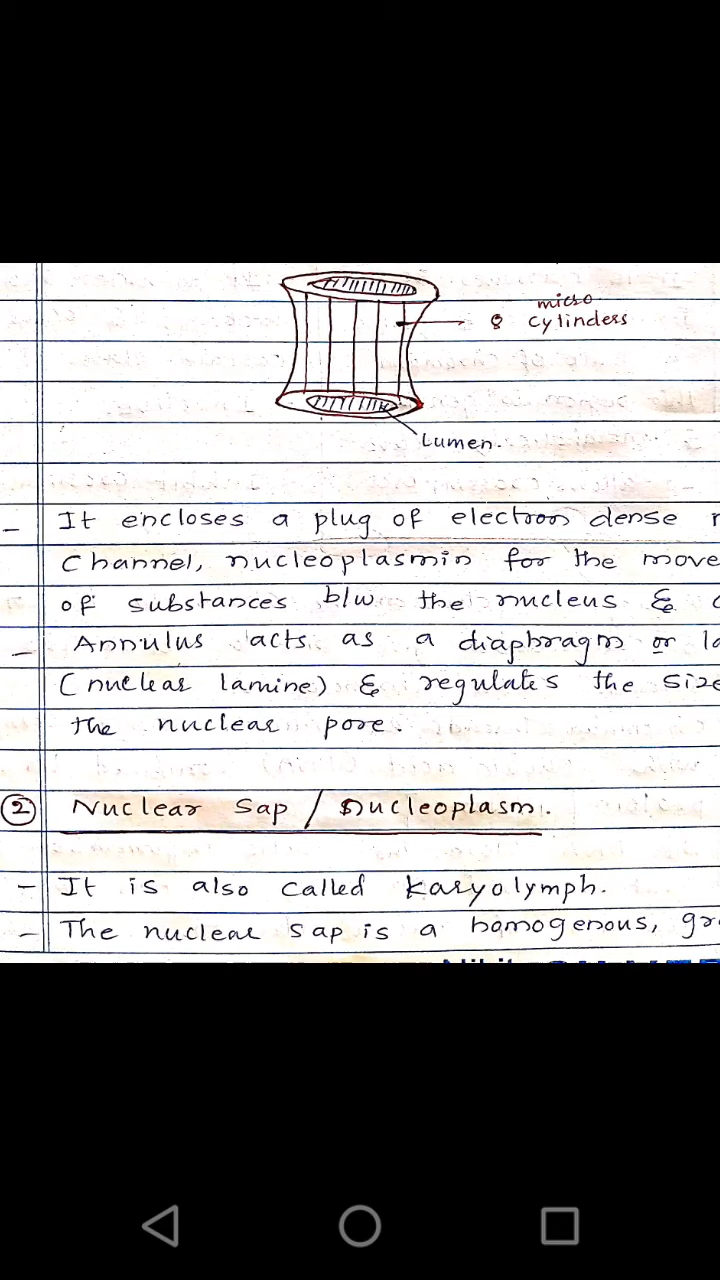 micro
8 cylinders
Lumen.
- It encloses a plug of electron dense
Channel, nucleoplasmin for the move
of substances b/w the nucleus &
- Annulus acts as a diaphragm or la
(nuclear lamine) & regulates the size
the nuclear pore.
② Nuclear Sap / Nucleoplasm.
- It is also called karyolymph.
- The nuclear sap is a homogenous, gra